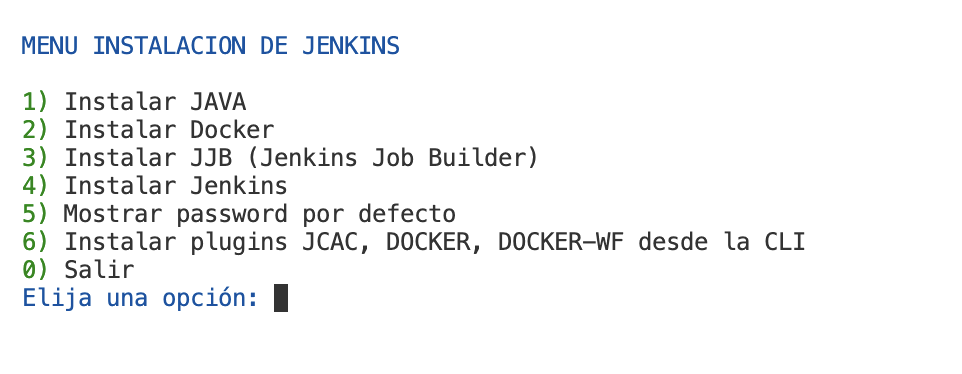 MENU INSTALACION DE JENKINS
1) Instalar JAVA
2) Instalar Docker
3) Instalar JJB (Jenkins Job Builder)
4) Instalar Jenkins
5) Mostrar password por defecto
6) Instalar plugins JCAC, DOCKER, DOCKER-WF desde la CLI
0) Salir
Elija una opción: